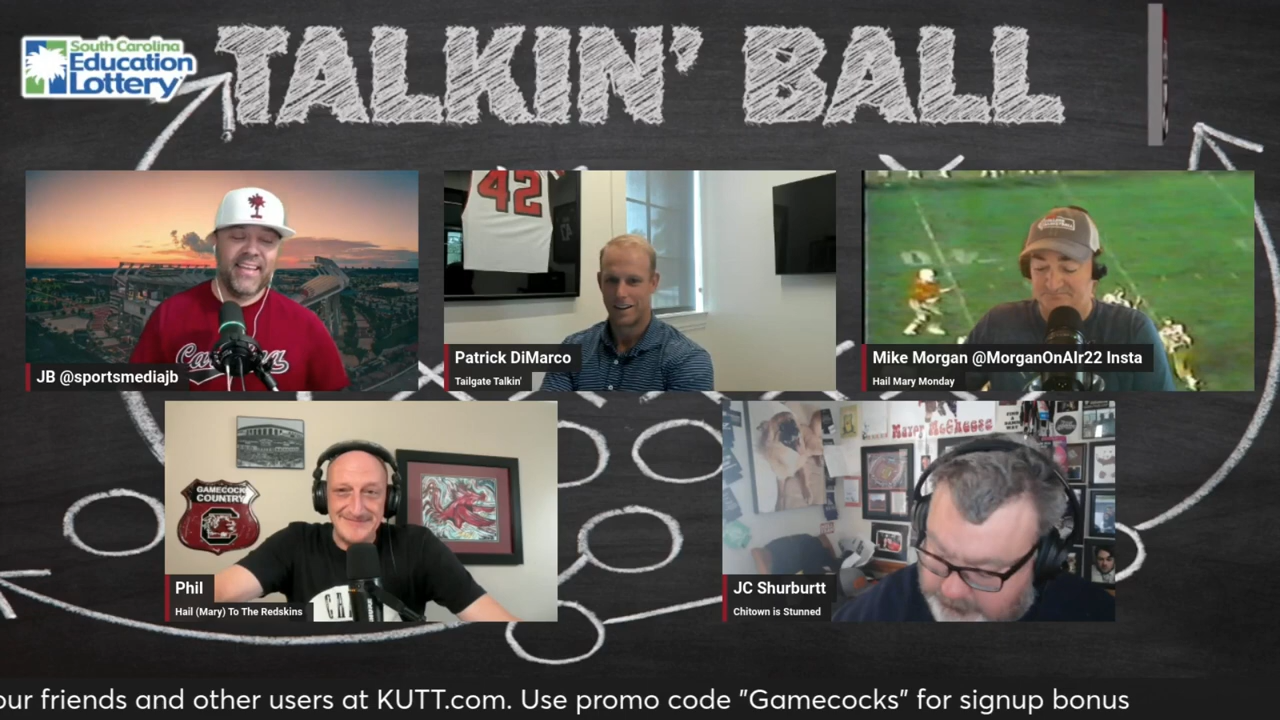 South Carolina
Education
Lottery
TALKIN' BALL
42
JB @sportsmediajb
Patrick DiMarco
Tailgate Talkin'
Mike Morgan @MorganOnAIr22 Insta
Hail Mary Monday
Carolina
GAMECOCK
COUNTRY
C
Phil
Hail (Mary) To The Redskins
JC Shurburtt
Chitown is Stunned
our friends and other users at KUTT.com. Use promo code "Gamecocks" for signup bonus